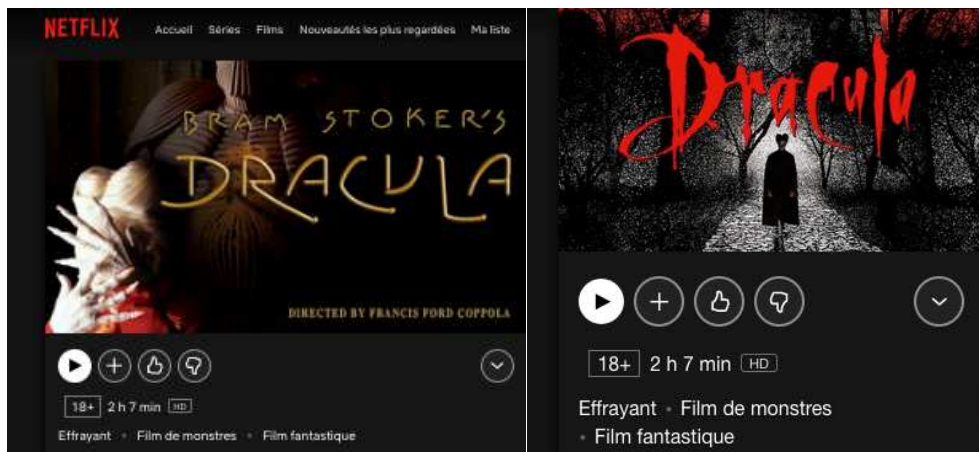 NETFLIX Accueil Séries Films Nouveautés les plus regardées Ma liste
BRAM STOKER'S
DRACULA
DIRECTED BY FRANCIS FORD COPPOLA
18+ 2 h 7 min HD
Effrayant • Film de monstres • Film fantastique
Dracula
18+ 2 h 7 min HD
Effrayant • Film de monstres
• Film fantastique